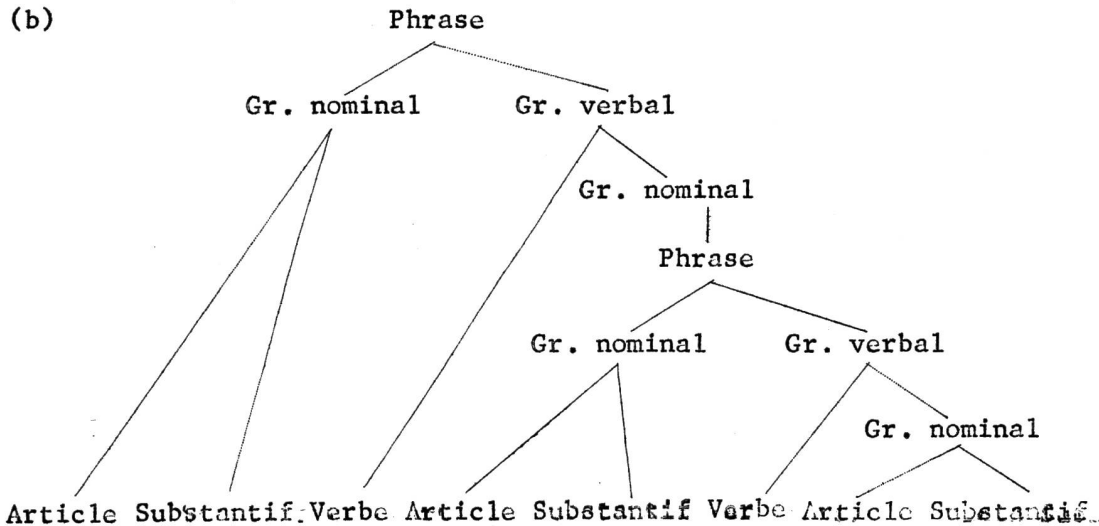 (b)
Phrase
Gr. nominal Gr. verbal
Gr. nominal
Phrase
Gr. nominal Gr. verbal
Gr. nominal
Article Substantif Verbe Article Substantif Verbe Article Substantif